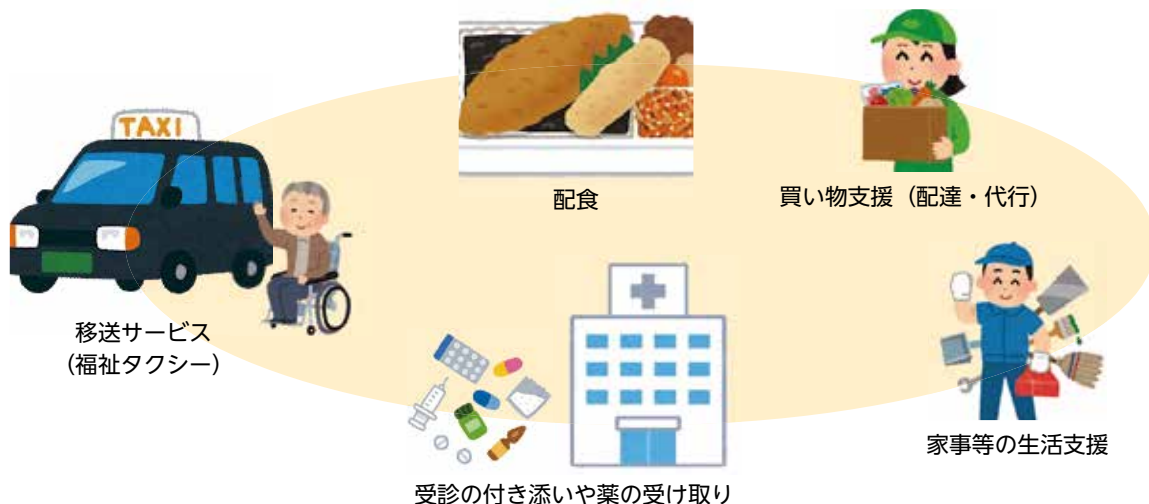 TAXI
配食
買い物支援（配達・代行）
移送サービス
（福祉タクシー）
家事等の生活支援
受診の付き添いや薬の受け取り